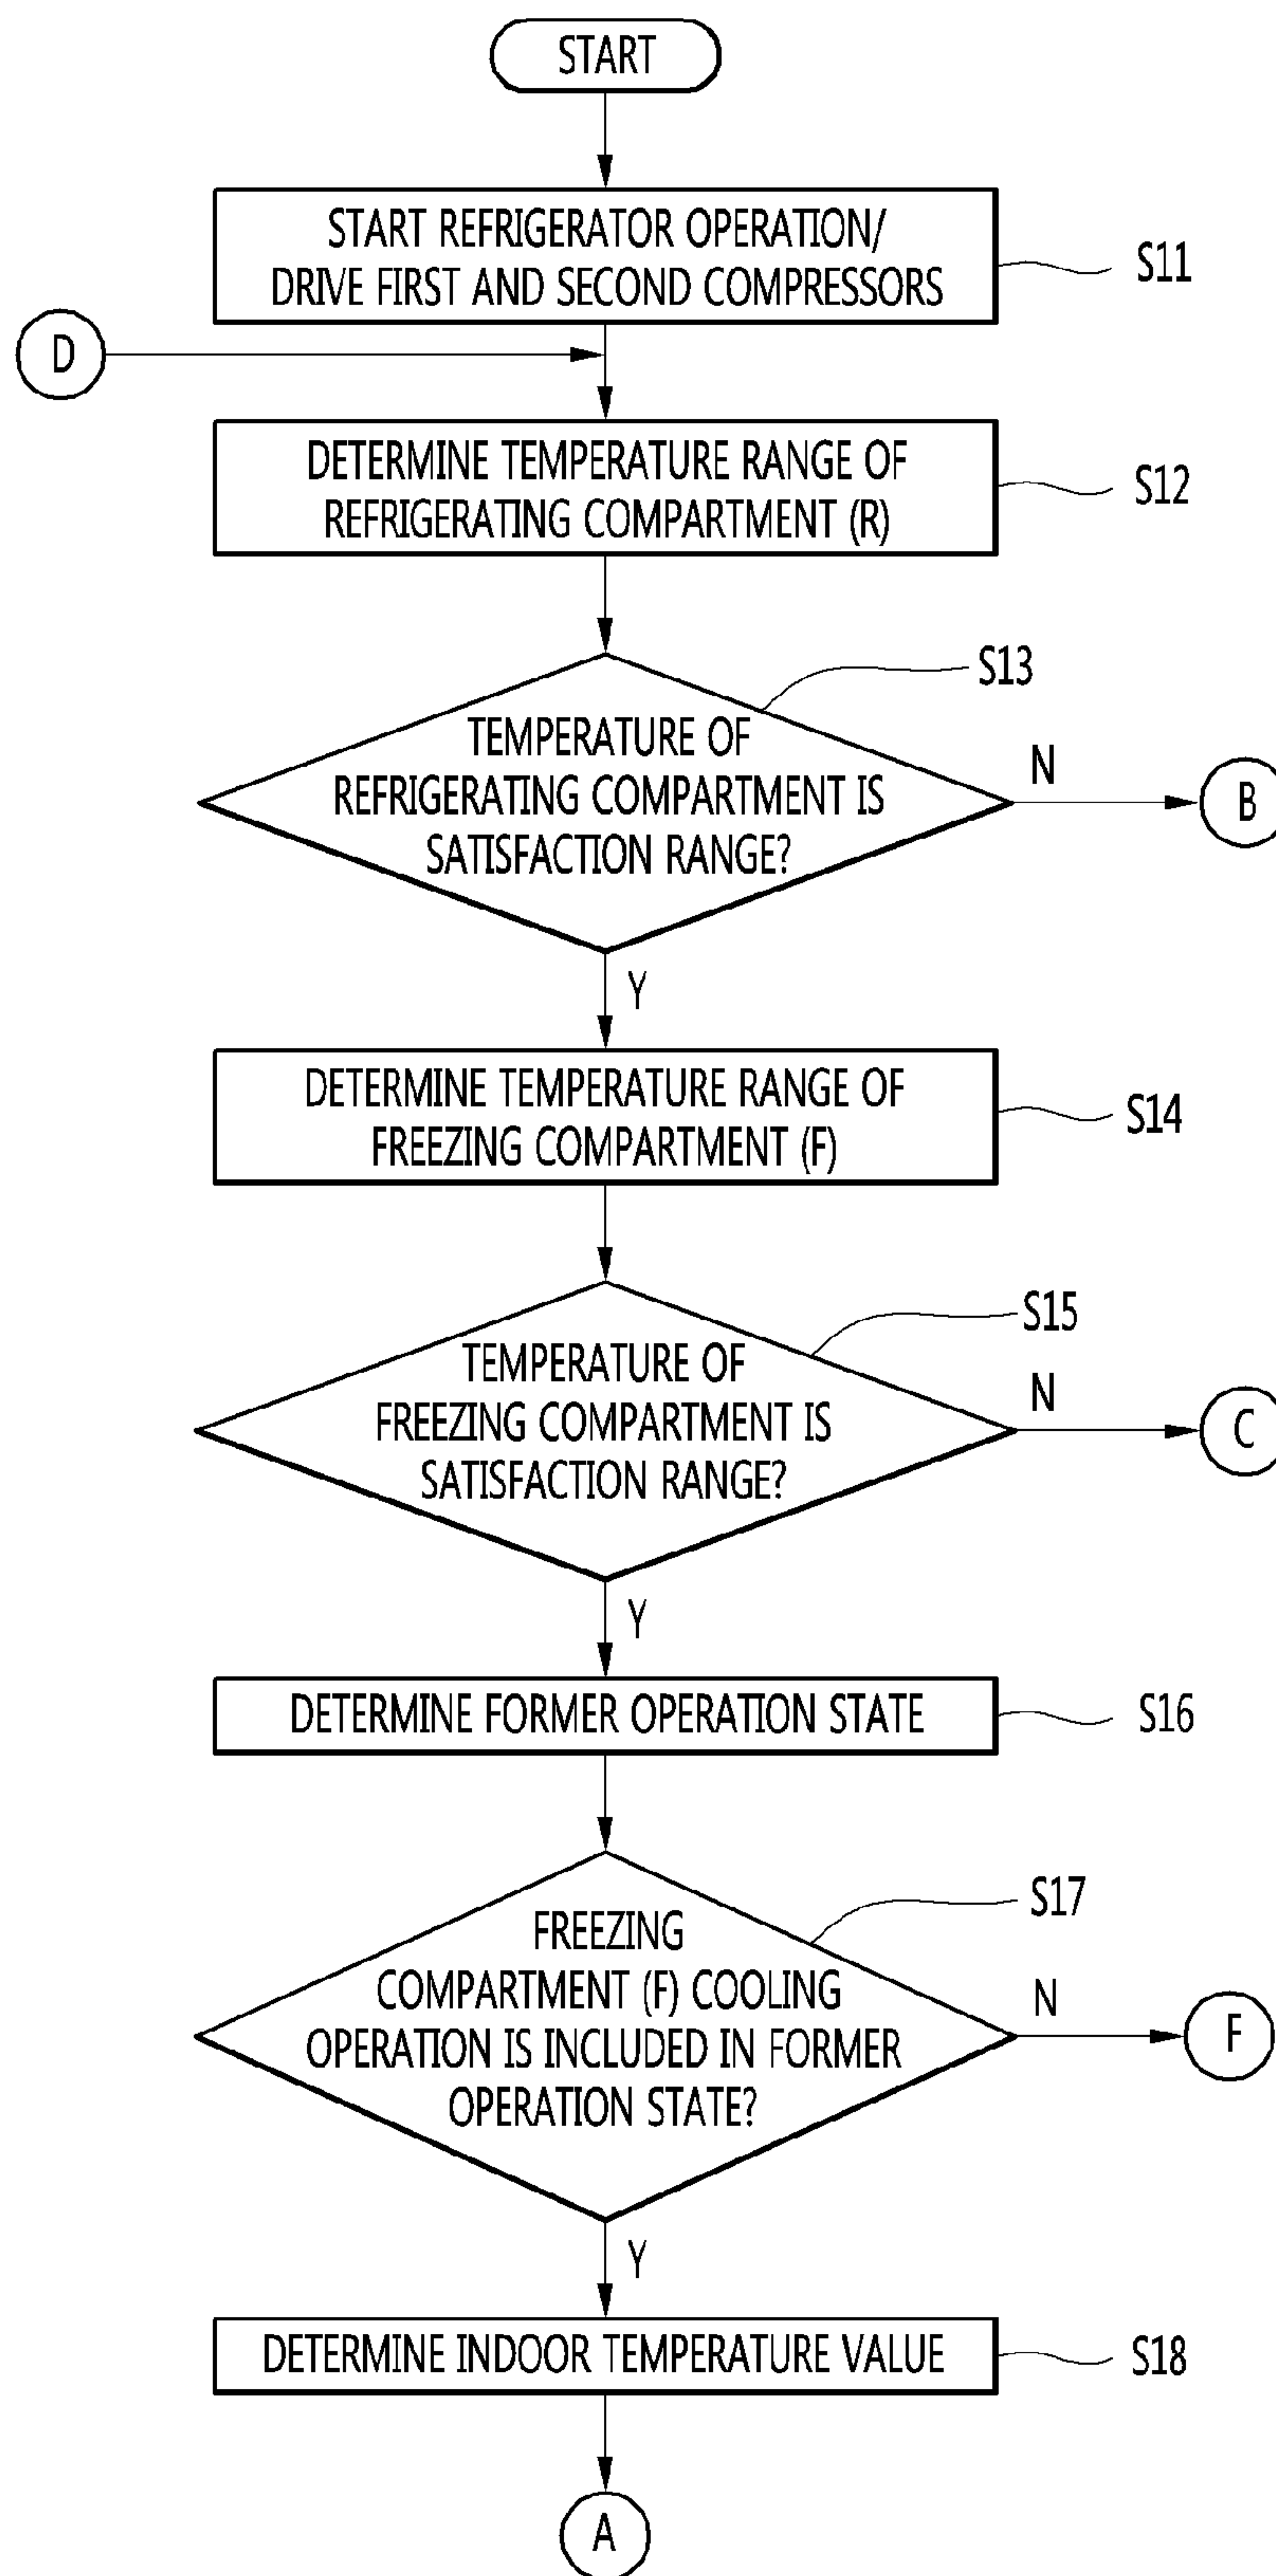 START
START REFRIGERATOR OPERATION/
DRIVE FIRST AND SECOND COMPRESSORS
S11
D
DETERMINE TEMPERATURE RANGE OF
REFRIGERATING COMPARTMENT (R)
S12
S13
TEMPERATURE OF
REFRIGERATING COMPARTMENT IS
SATISFACTION RANGE?
N
B
Y
DETERMINE TEMPERATURE RANGE OF
FREEZING COMPARTMENT (F)
S14
S15
TEMPERATURE OF
FREEZING COMPARTMENT IS
SATISFACTION RANGE?
N
C
Y
DETERMINE FORMER OPERATION STATE
S16
S17
FREEZING
COMPARTMENT (F) COOLING
OPERATION IS INCLUDED IN FORMER
OPERATION STATE?
N
F
Y
DETERMINE INDOOR TEMPERATURE VALUE
S18
A